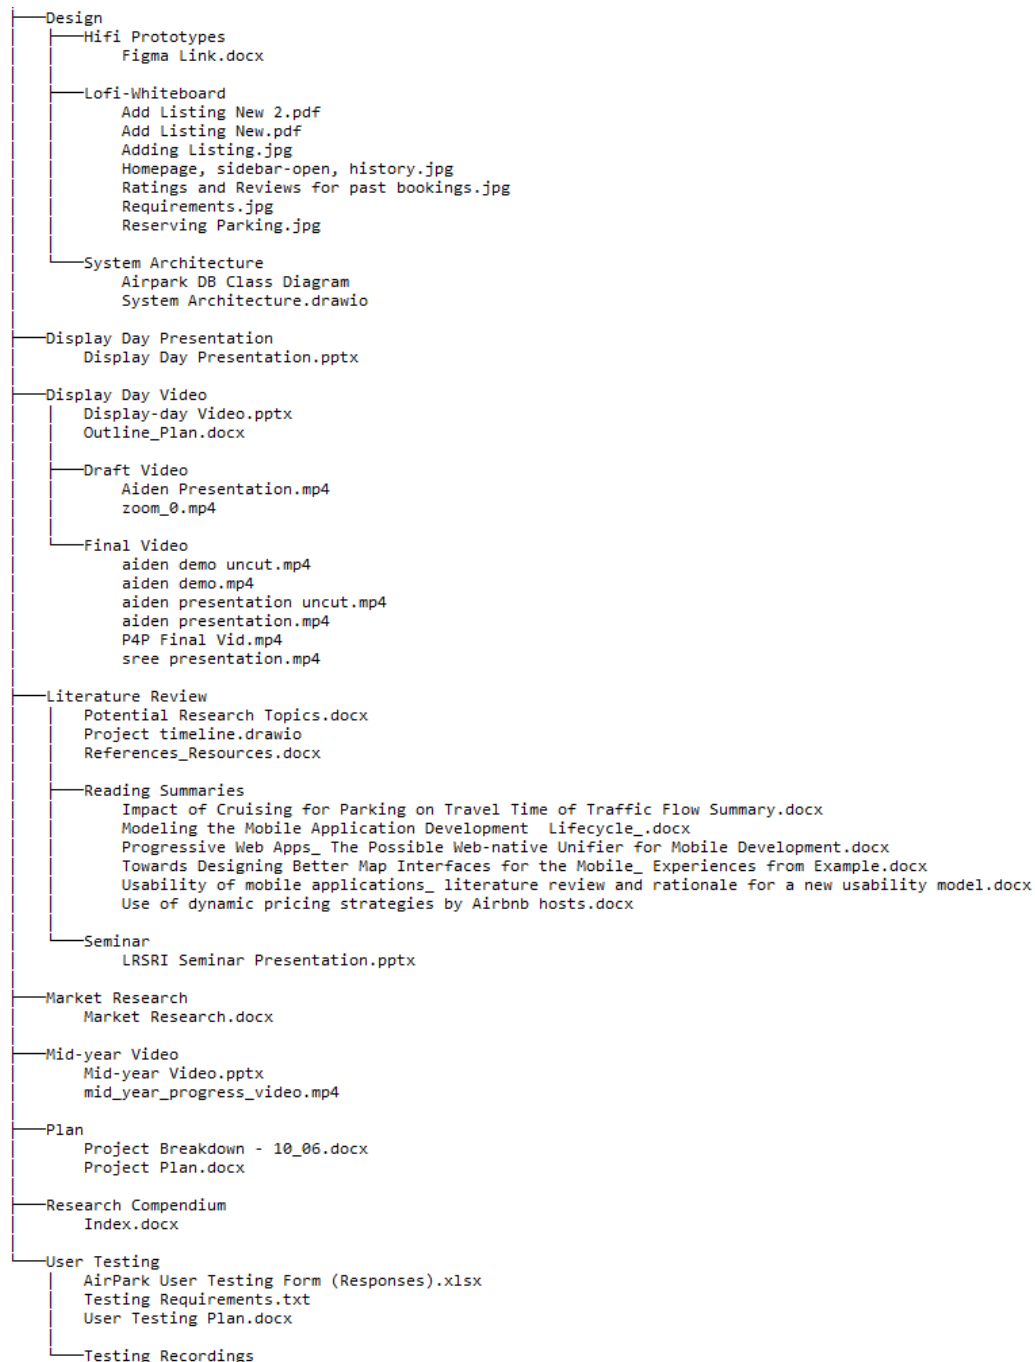 Design
Hifi Prototypes
Figma Link.docx
Lofi-Whiteboard
Add Listing New 2.pdf
Add Listing New.pdf
Adding Listing.jpg
Homepage, sidebar-open, history.jpg
Ratings and Reviews for past bookings.jpg
Requirements.jpg
Reserving Parking.jpg
System Architecture
Airpark DB Class Diagram
System Architecture.drawio
Display Day Presentation
Display Day Presentation.pptx
Display Day Video
Display-day Video.pptx
Outline_Plan.docx
Draft Video
Aiden Presentation.mp4
zoom_0.mp4
Final Video
aiden demo uncut.mp4
aiden demo.mp4
aiden presentation uncut.mp4
aiden presentation.mp4
P4P Final Vid.mp4
sree presentation.mp4
Literature Review
Potential Research Topics.docx
Project timeline.drawio
References_Resources.docx
Reading Summaries
Impact of Cruising for Parking on Travel Time of Traffic Flow Summary.docx
Modeling the Mobile Application Development  Lifecycle_.docx
Progressive Web Apps_ The Possible Web-native Unifier for Mobile Development.docx
Towards Designing Better Map Interfaces for the Mobile_ Experiences from Example.docx
Usability of mobile applications_ literature review and rationale for a new usability model.docx
Use of dynamic pricing strategies by Airbnb hosts.docx
Seminar
LRSRI Seminar Presentation.pptx
Market Research
Market Research.docx
Mid-year Video
Mid-year Video.pptx
mid_year_progress_video.mp4
Plan
Project Breakdown - 10_06.docx
Project Plan.docx
Research Compendium
Index.docx
User Testing
AirPark User Testing Form (Responses).xlsx
Testing Requirements.txt
User Testing Plan.docx
Testing Recordings